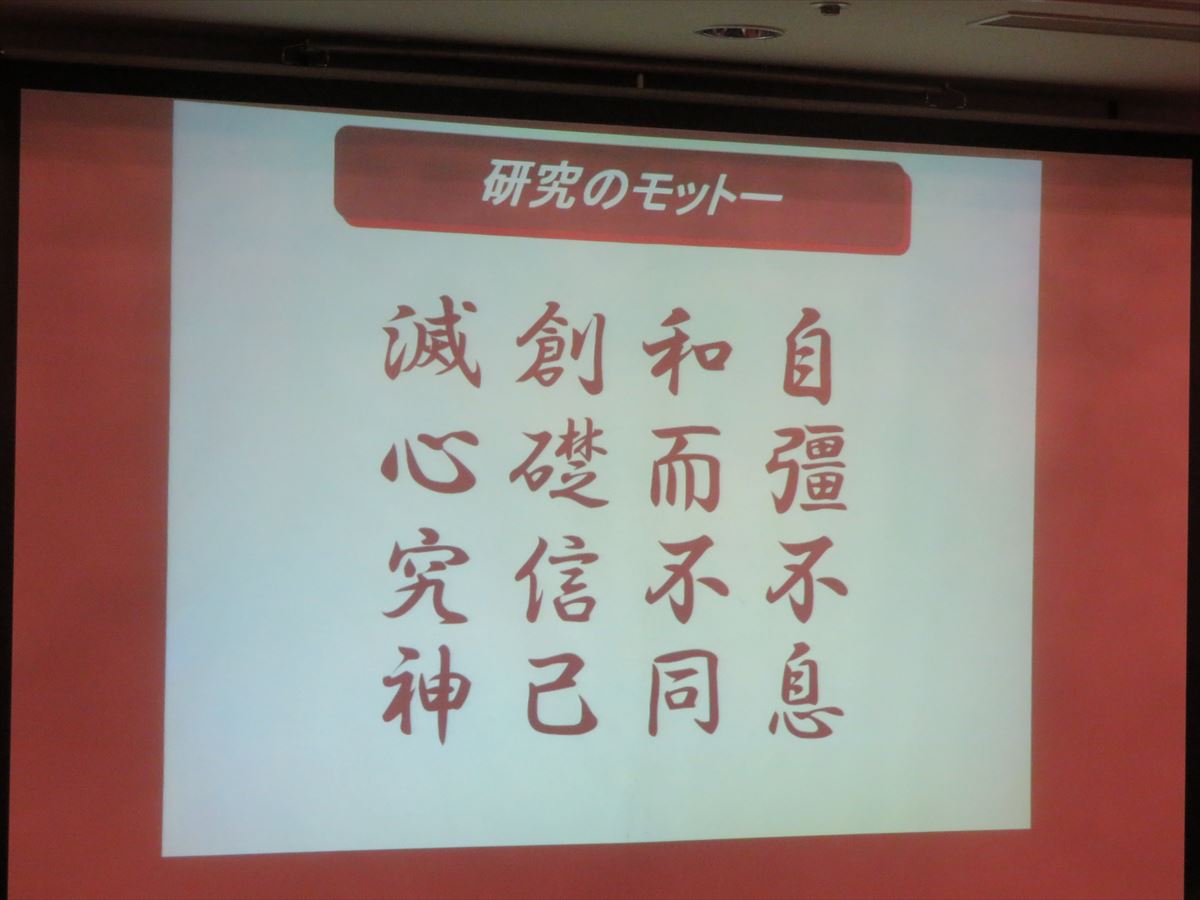 研究のモットー
自彊不息
和而不同
創礎信己
滅心究神